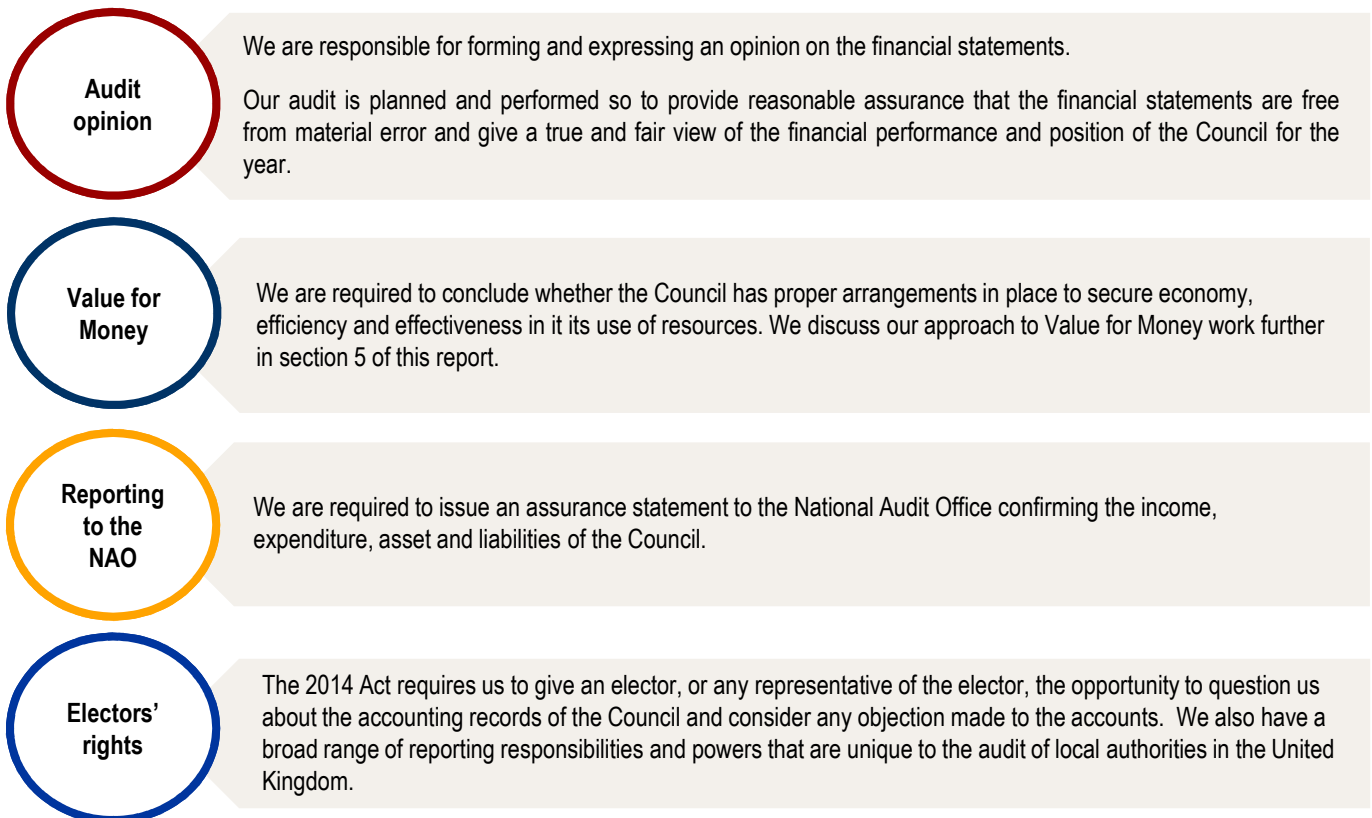 Audit
opinion
We are responsible for forming and expressing an opinion on the financial statements.
Our audit is planned and performed so to provide reasonable assurance that the financial statements are free
from material error and give a true and fair view of the financial performance and position of the Council for the
year.
Value for
Money
We are required to conclude whether the Council has proper arrangements in place to secure economy,
efficiency and effectiveness in it its use of resources. We discuss our approach to Value for Money work further
in section 5 of this report.
Reporting
to the
NAO
We are required to issue an assurance statement to the National Audit Office confirming the income,
expenditure, asset and liabilities of the Council.
Electors’
rights
The 2014 Act requires us to give an elector, or any representative of the elector, the opportunity to question us
about the accounting records of the Council and consider any objection made to the accounts.  We also have a
broad range of reporting responsibilities and powers that are unique to the audit of local authorities in the United
Kingdom.